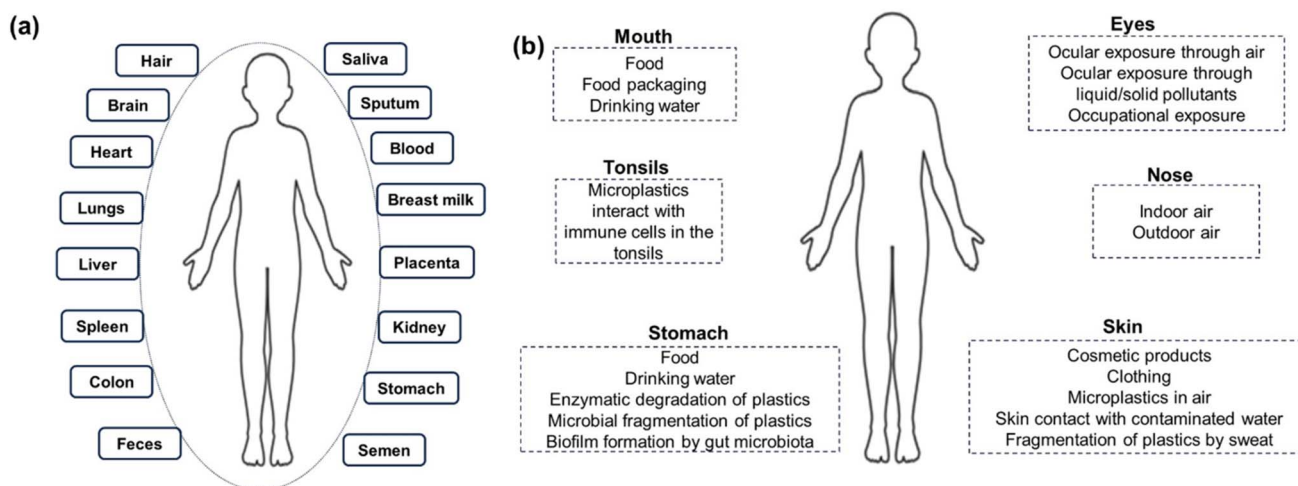 (a)
Hair
Brain
Heart
Lungs
Liver
Spleen
Colon
Feces
Saliva
Sputum
Blood
Breast milk
Placenta
Kidney
Stomach
Semen
(b)
Mouth
Food
Food packaging
Drinking water
Tonsils
Microplastics
interact with
immune cells in the
tonsils
Stomach
Food
Drinking water
Enzymatic degradation of plastics
Microbial fragmentation of plastics
Biofilm formation by gut microbiota
Eyes
Ocular exposure through air
Ocular exposure through
liquid/solid pollutants
Occupational exposure
Nose
Indoor air
Outdoor air
Skin
Cosmetic products
Clothing
Microplastics in air
Skin contact with contaminated water
Fragmentation of plastics by sweat